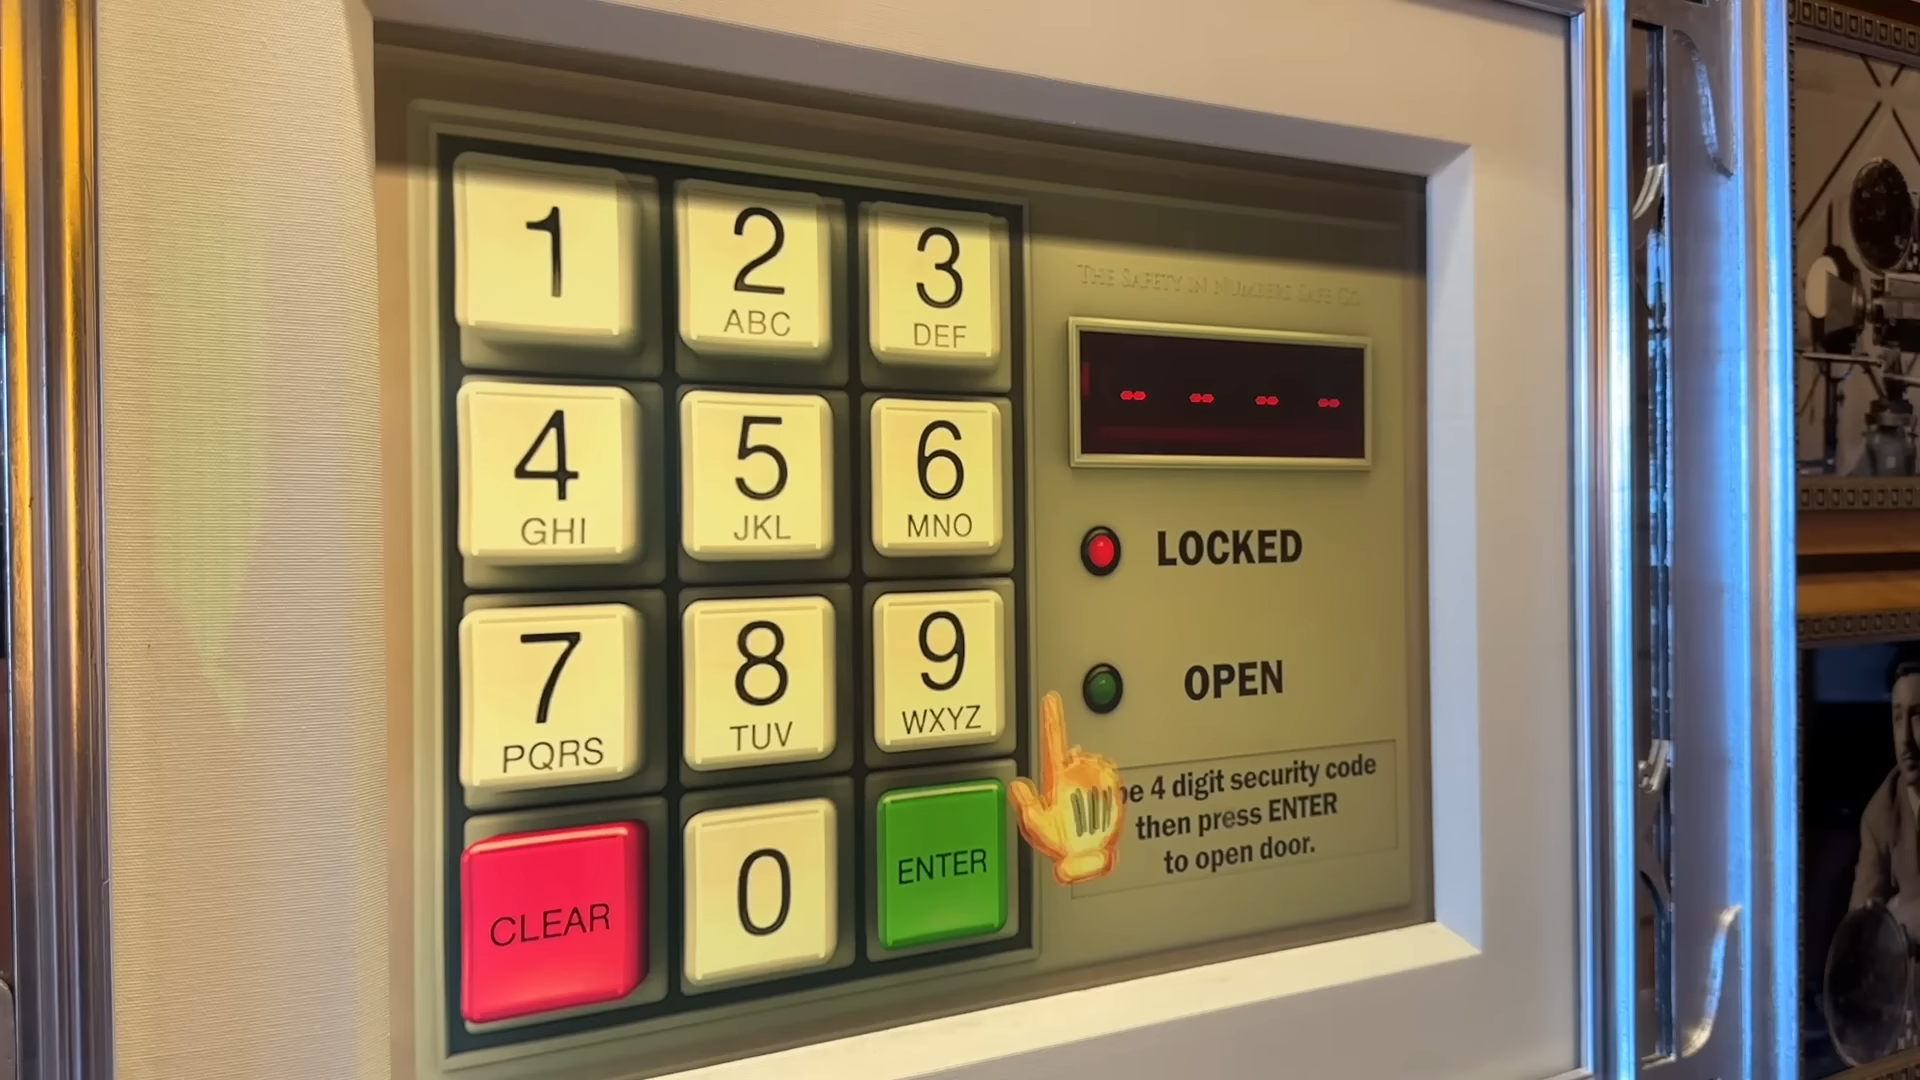 1
2
ABC
3
DEF
4
GHI
5
JKL
6
MNO
7
PQRS
8
TUV
9
WXYZ
CLEAR
0
ENTER
THE SAFETY IN NUMBERS SAFE CO
- - - -
LOCKED
OPEN
4 digit security code
then press ENTER
to open door.